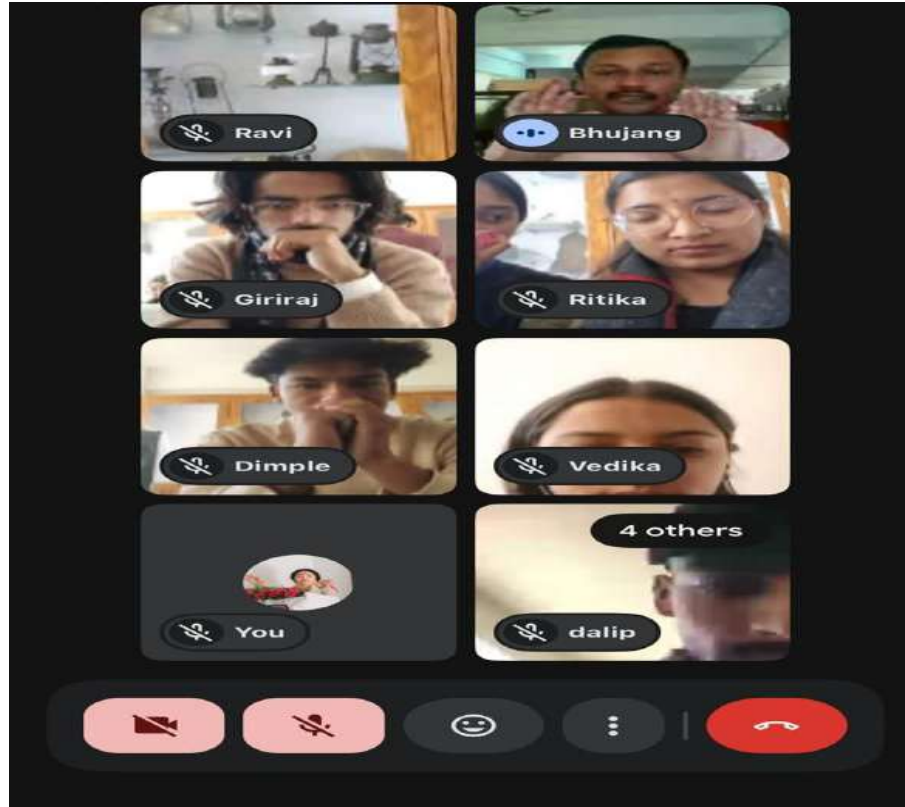 Ravi
Bhujang
Giriraj
Ritika
Dimple
Vedika
You
4 others
dalip